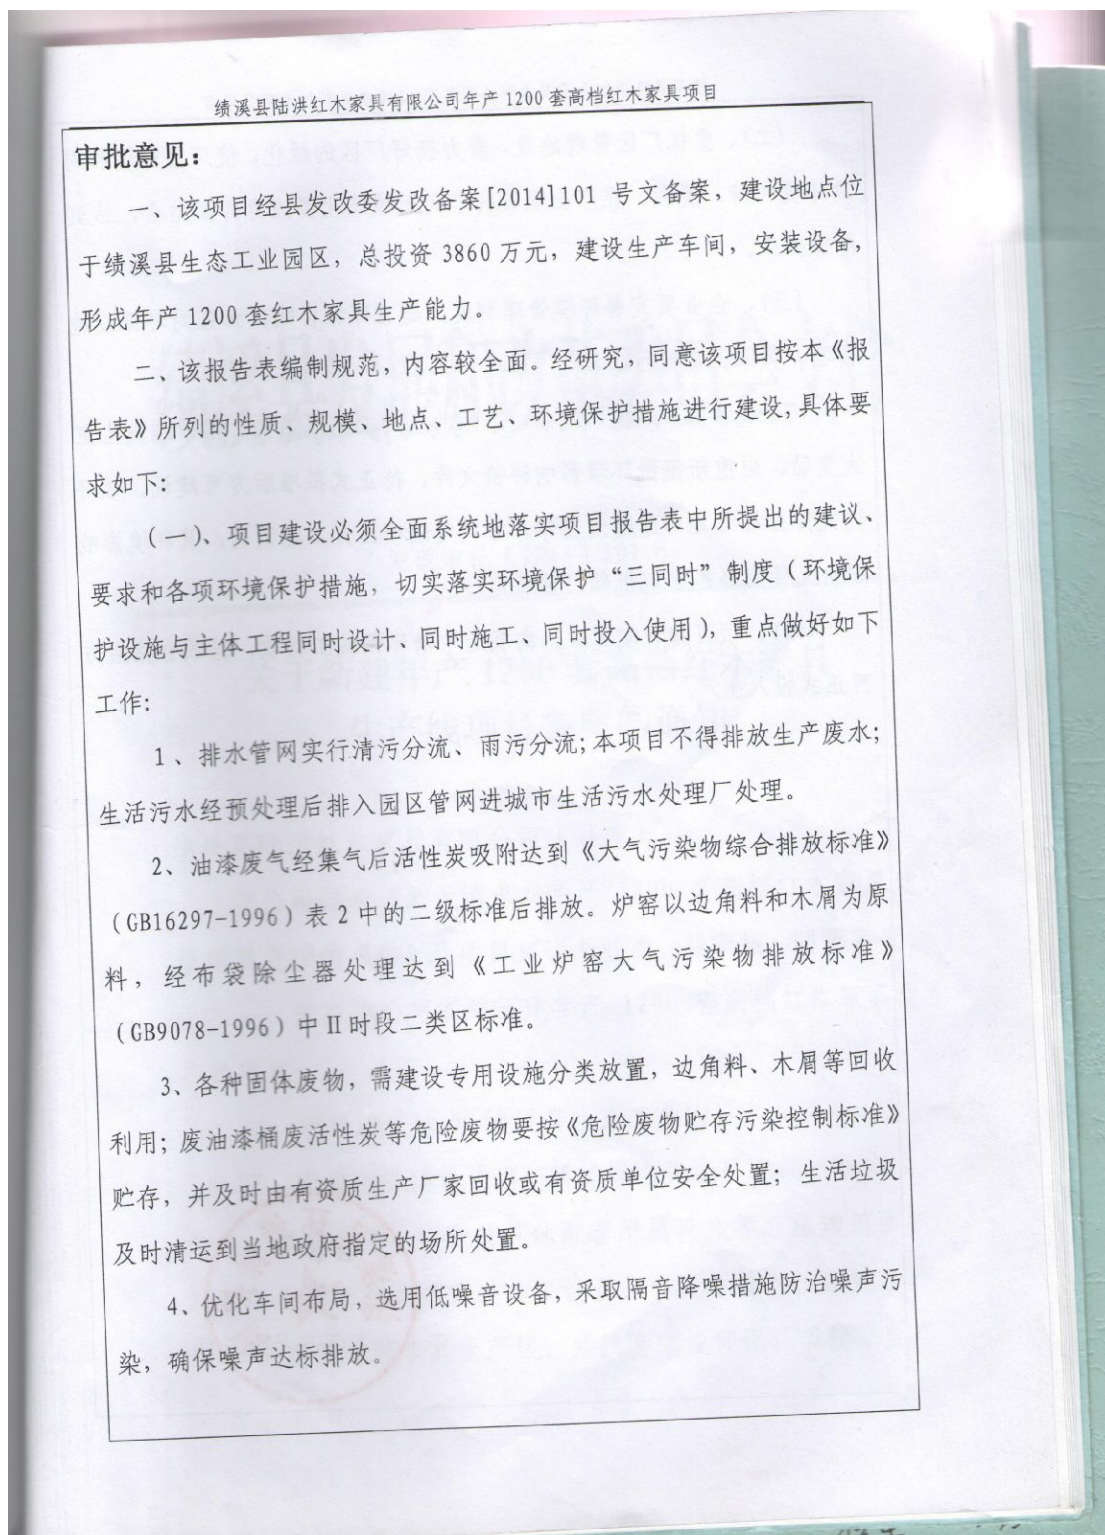 绩溪县陆洪红木家具有限公司年产1200套高档红木家具项目
审批意见：
一、该项目经县发改委发改备案[2014]101 号文备案，建设地点位
于绩溪县生态工业园区，总投资 3860 万元，建设生产车间，安装设备，
形成年产 1200 套红木家具生产能力。
二、该报告表编制规范，内容较全面。经研究，同意该项目按本《报
告表》所列的性质、规模、地点、工艺、环境保护措施进行建设,具体要
求如下:
（一）、项目建设必须全面系统地落实项目报告表中所提出的建议、
要求和各项环境保护措施，切实落实环境保护“三同时”制度（环境保
护设施与主体工程同时设计、同时施工、同时投入使用），重点做好如下
工作:
1、排水管网实行清污分流、雨污分流;本项目不得排放生产废水;
生活污水经预处理后排入园区管网进城市生活污水处理厂处理。
2、油漆废气经集气后活性炭吸附达到《大气污染物综合排放标准》
（GB16297-1996）表 2 中的二级标准后排放。炉窑以边角料和木屑为原
料，经布袋除尘器处理达到《工业炉窑大气污染物排放标准》
（GB9078-1996）中Ⅱ时段二类区标准。
3、各种固体废物，需建设专用设施分类放置，边角料、木屑等回收
利用；废油漆桶废活性炭等危险废物要按《危险废物贮存污染控制标准》
贮存，并及时由有资质生产厂家回收或有资质单位安全处置；生活垃圾
及时清运到当地政府指定的场所处置。
4、优化车间布局，选用低噪音设备，采取隔音降噪措施防治噪声污
染，确保噪声达标排放。